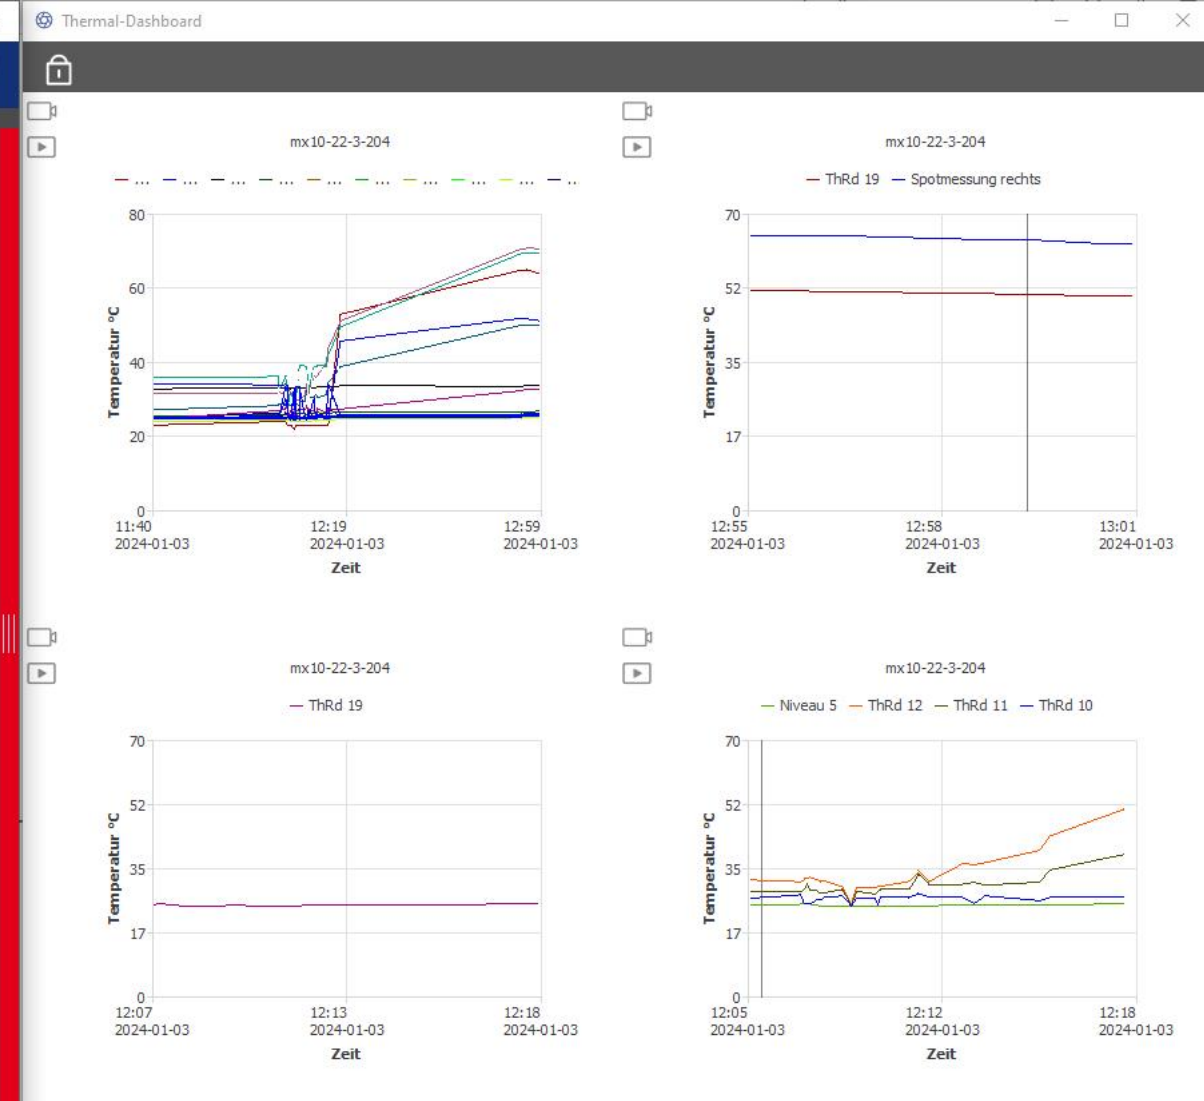 Thermal-Dashboard
mx10-22-3-204
... ... ... ... ... ... ... ... ... ...
80
60
40
20
0
Temperatur °C
11:40 12:19 12:59
2024-01-03 2024-01-03 2024-01-03
Zeit
mx10-22-3-204
ThRd 19 Spotmessung rechts
70
52
35
17
0
Temperatur °C
12:55 12:58 13:01
2024-01-03 2024-01-03 2024-01-03
Zeit
mx10-22-3-204
ThRd 19
70
52
35
17
0
Temperatur °C
12:07 12:13 12:18
2024-01-03 2024-01-03 2024-01-03
Zeit
mx10-22-3-204
Niveau 5 ThRd 12 ThRd 11 ThRd 10
70
52
35
17
0
Temperatur °C
12:05 12:12 12:18
2024-01-03 2024-01-03 2024-01-03
Zeit